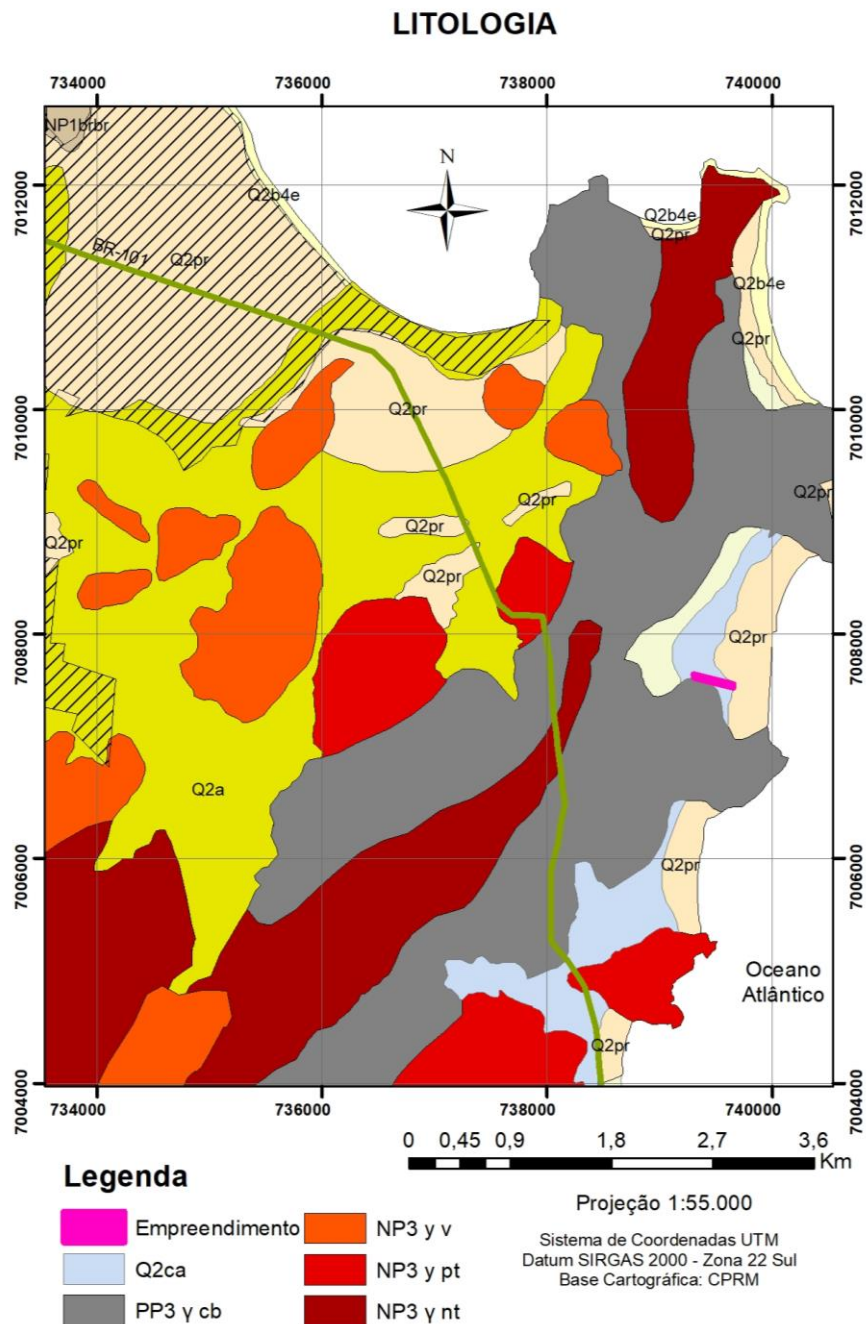 LITOLOGIA
734000
736000
738000
740000
NP1brbr
N
7012000
7012000
Q2b4e
Q2b4e
Q2pr
BR-101
Q2pr
Q2b4e
Q2pr
7010000
Q2pr
7010000
Q2pr
Q2pr
Q2pr
Q2pr
Q2pr
7008000
Q2pr
7008000
Q2a
7006000
Q2pr
7006000
Oceano
Atlântico
Q2pr
7004000
7004000
734000
736000
738000
740000
0 0,45 0,9 1,8 2,7 3,6
Km
Legenda
Empreendimento
Q2ca
PP3 γ cb
NP3 y v
NP3 y pt
NP3 γ nt
Projeção 1:55.000
Sistema de Coordenadas UTM
Datum SIRGAS 2000 - Zona 22 Sul
Base Cartográfica: CPRM